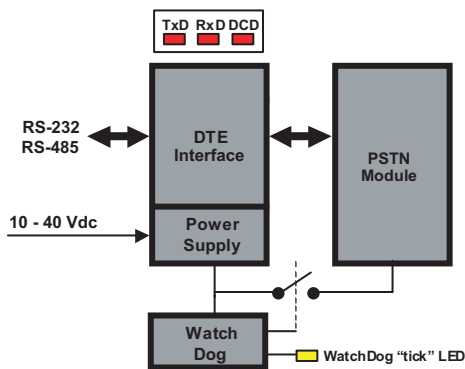 TxD RxD DCD
RS-232
RS-485
DTE
Interface
PSTN
Module
10 - 40 Vdc
Power
Supply
Watch
Dog
WatchDog “tick” LED